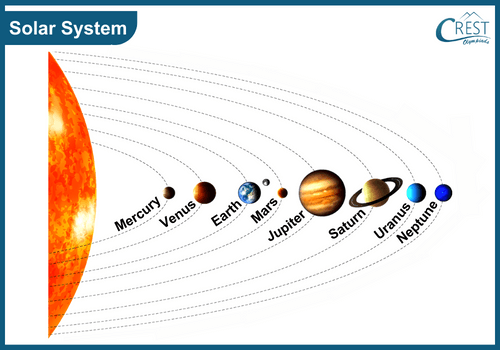 Solar System
CREST
Olympiads
Mercury
Venus
Earth
Mars
Jupiter
Saturn
Uranus
Neptune